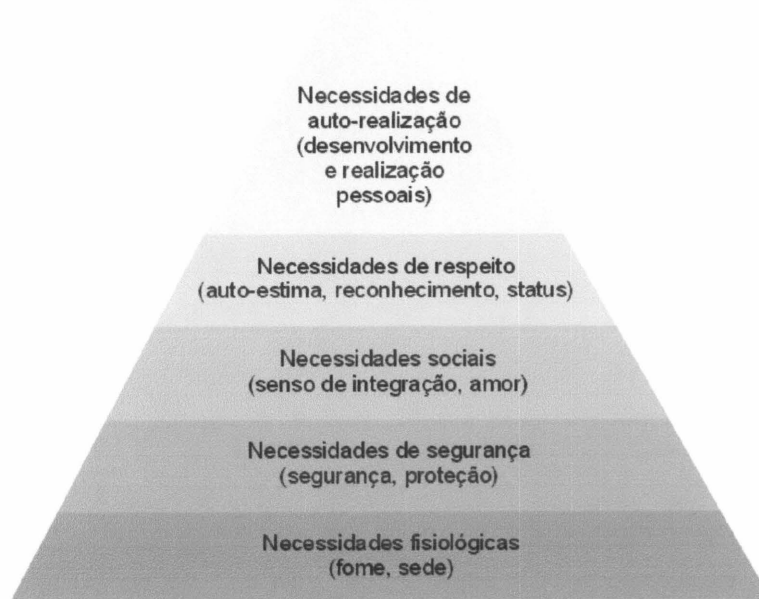 Necessidades de
auto-realização
(desenvolvimento
e realização
pessoais)
Necessidades de respeito
(auto-estima, reconhecimento, status)
Necessidades sociais
(senso de integração, amor)
Necessidades de segurança
(segurança, proteção)
Necessidades fisiológicas
(fome, sede)